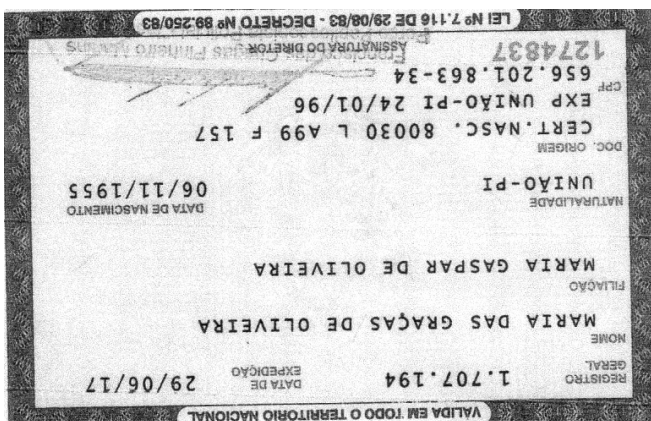 VALIDA EM TODO O TERRITÓRIO NACIONAL
REGISTRO GERAL 1.707.194 DATA DE EXPEDIÇÃO 29/06/17
NOME
MARIA DAS GRAÇAS DE OLIVEIRA
FILIAÇÃO
MARIA GASPAR DE OLIVEIRA
NATURALIDADE DATA DE NASCIMENTO
UNIÃO-PI 06/11/1955
DOC. ORIGEM
CERT.NASC. 80030 L A99 F 157
EXP UNIÃO-PI 24/01/96
CPF
656.201.863-34
1274837 ASSINATURA DO DIRETOR
LEI Nº 7.116 DE 29/08/83 - DECRETO Nº 89.250/83